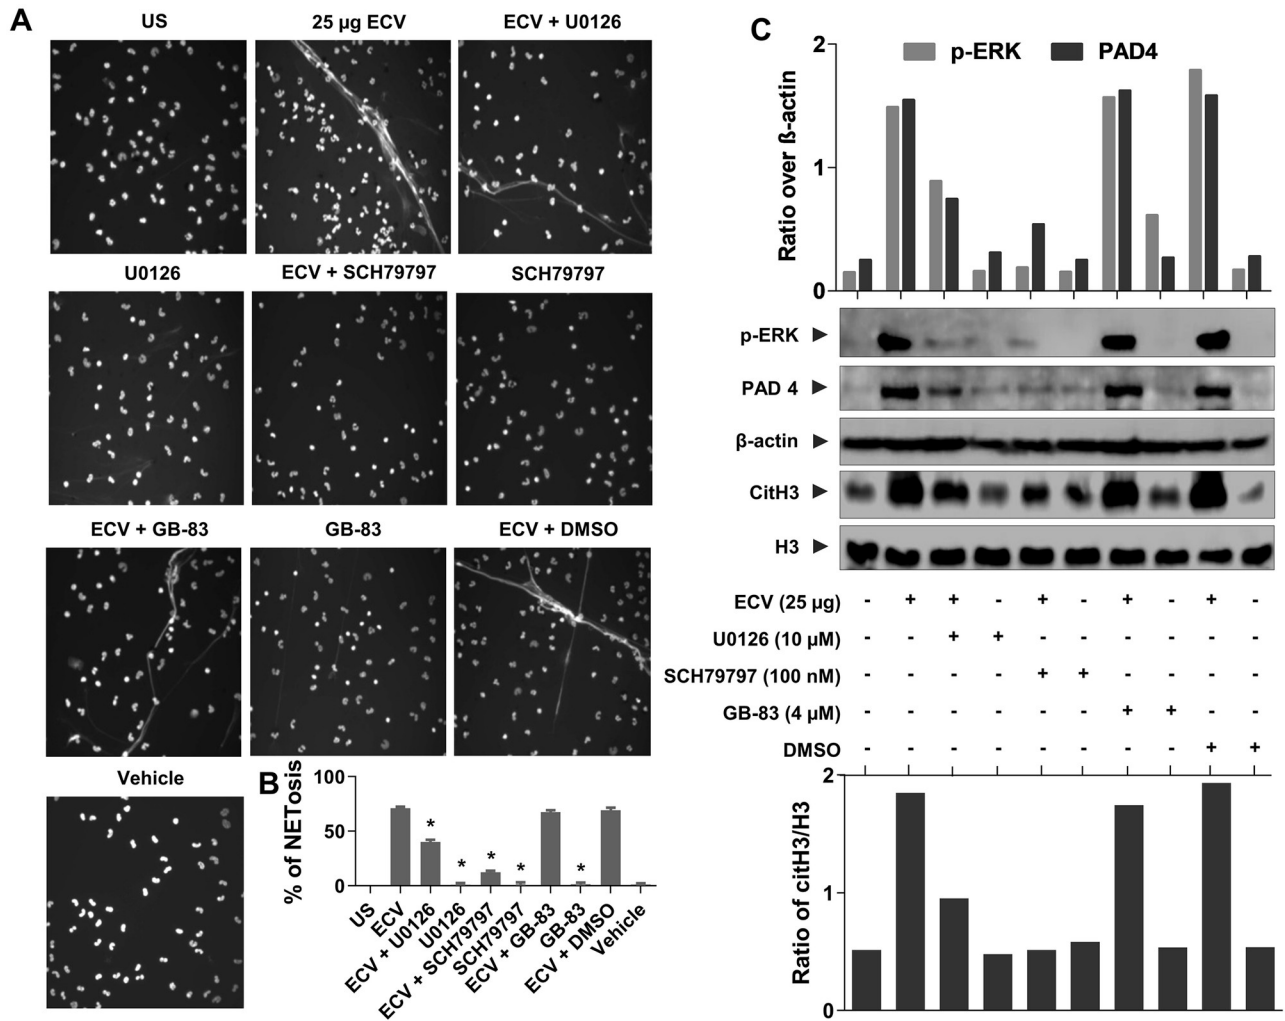 A
US
25 µg ECV
ECV + U0126
U0126
ECV + SCH79797
SCH79797
ECV + GB-83
GB-83
ECV + DMSO
Vehicle
B
% of NETosis
100
50
0
US
ECV
ECV + U0126
U0126
ECV + SCH79797
SCH79797
ECV + GB-83
GB-83
ECV + DMSO
Vehicle
* * * * *
C
p-ERK PAD4
Ratio over ß-actin
2
1
0
p-ERK
PAD 4
β-actin
CitH3
H3
ECV (25 µg) - + + - + - + - + -
U0126 (10 µM) - - + + - - - - - -
SCH79797 (100 nM) - - - - + + - - - -
GB-83 (4 µM) - - - - - - + + - -
DMSO - - - - - - - - + +
Ratio of citH3/H3
2
1
0